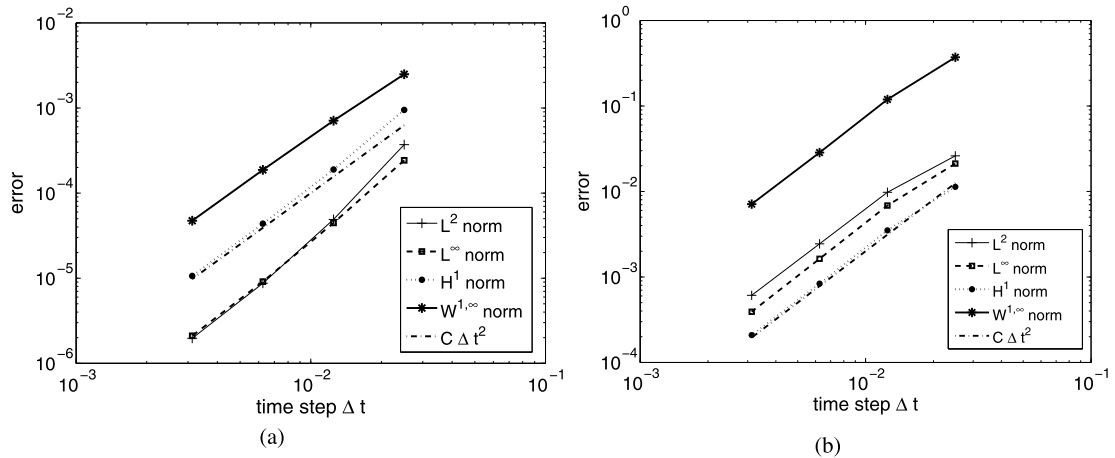 10^-2
10^-3
10^-4
10^-5
10^-6
error
10^-3
10^-2
10^-1
time step Δ t
L^2 norm
L^∞ norm
H^1 norm
W^1,∞ norm
C Δ t^2
(a)
10^0
10^-1
10^-2
10^-3
10^-4
error
10^-3
10^-2
10^-1
time step Δ t
L^2 norm
L^∞ norm
H^1 norm
W^1,∞ norm
C Δ t^2
(b)